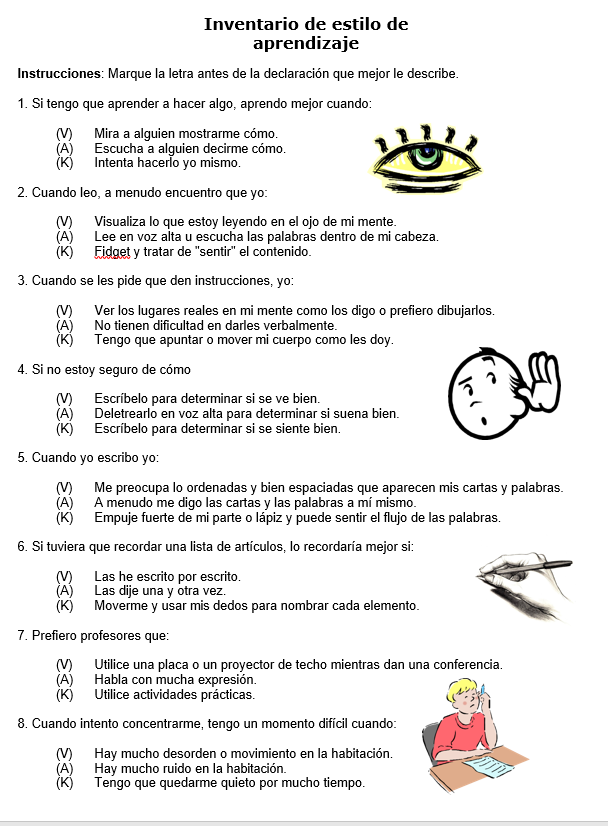 Inventario de estilo de
aprendizaje
Instrucciones: Marque la letra antes de la declaración que mejor le describe.
1. Si tengo que aprender a hacer algo, aprendo mejor cuando:
(V) Mira a alguien mostrarme cómo.
(A) Escucha a alguien decirme cómo.
(K) Intenta hacerlo yo mismo.
2. Cuando leo, a menudo encuentro que yo:
(V) Visualiza lo que estoy leyendo en el ojo de mi mente.
(A) Lee en voz alta u escucha las palabras dentro de mi cabeza.
(K) Fidget y tratar de "sentir" el contenido.
3. Cuando se les pide que den instrucciones, yo:
(V) Ver los lugares reales en mi mente como los digo o prefiero dibujarlos.
(A) No tienen dificultad en darles verbalmente.
(K) Tengo que apuntar o mover mi cuerpo como les doy.
4. Si no estoy seguro de cómo
(V) Escríbelo para determinar si se ve bien.
(A) Deletrearlo en voz alta para determinar si suena bien.
(K) Escríbelo para determinar si se siente bien.
5. Cuando yo escribo yo:
(V) Me preocupa lo ordenadas y bien espaciadas que aparecen mis cartas y palabras.
(A) A menudo me digo las cartas y las palabras a mí mismo.
(K) Empuje fuerte de mi parte o lápiz y puede sentir el flujo de las palabras.
6. Si tuviera que recordar una lista de artículos, lo recordaría mejor si:
(V) Las he escrito por escrito.
(A) Las dije una y otra vez.
(K) Moverme y usar mis dedos para nombrar cada elemento.
7. Prefiero profesores que:
(V) Utilice una placa o un proyector de techo mientras dan una conferencia.
(A) Habla con mucha expresión.
(K) Utilice actividades prácticas.
8. Cuando intento concentrarme, tengo un momento difícil cuando:
(V) Hay mucho desorden o movimiento en la habitación.
(A) Hay mucho ruido en la habitación.
(K) Tengo que quedarme quieto por mucho tiempo.